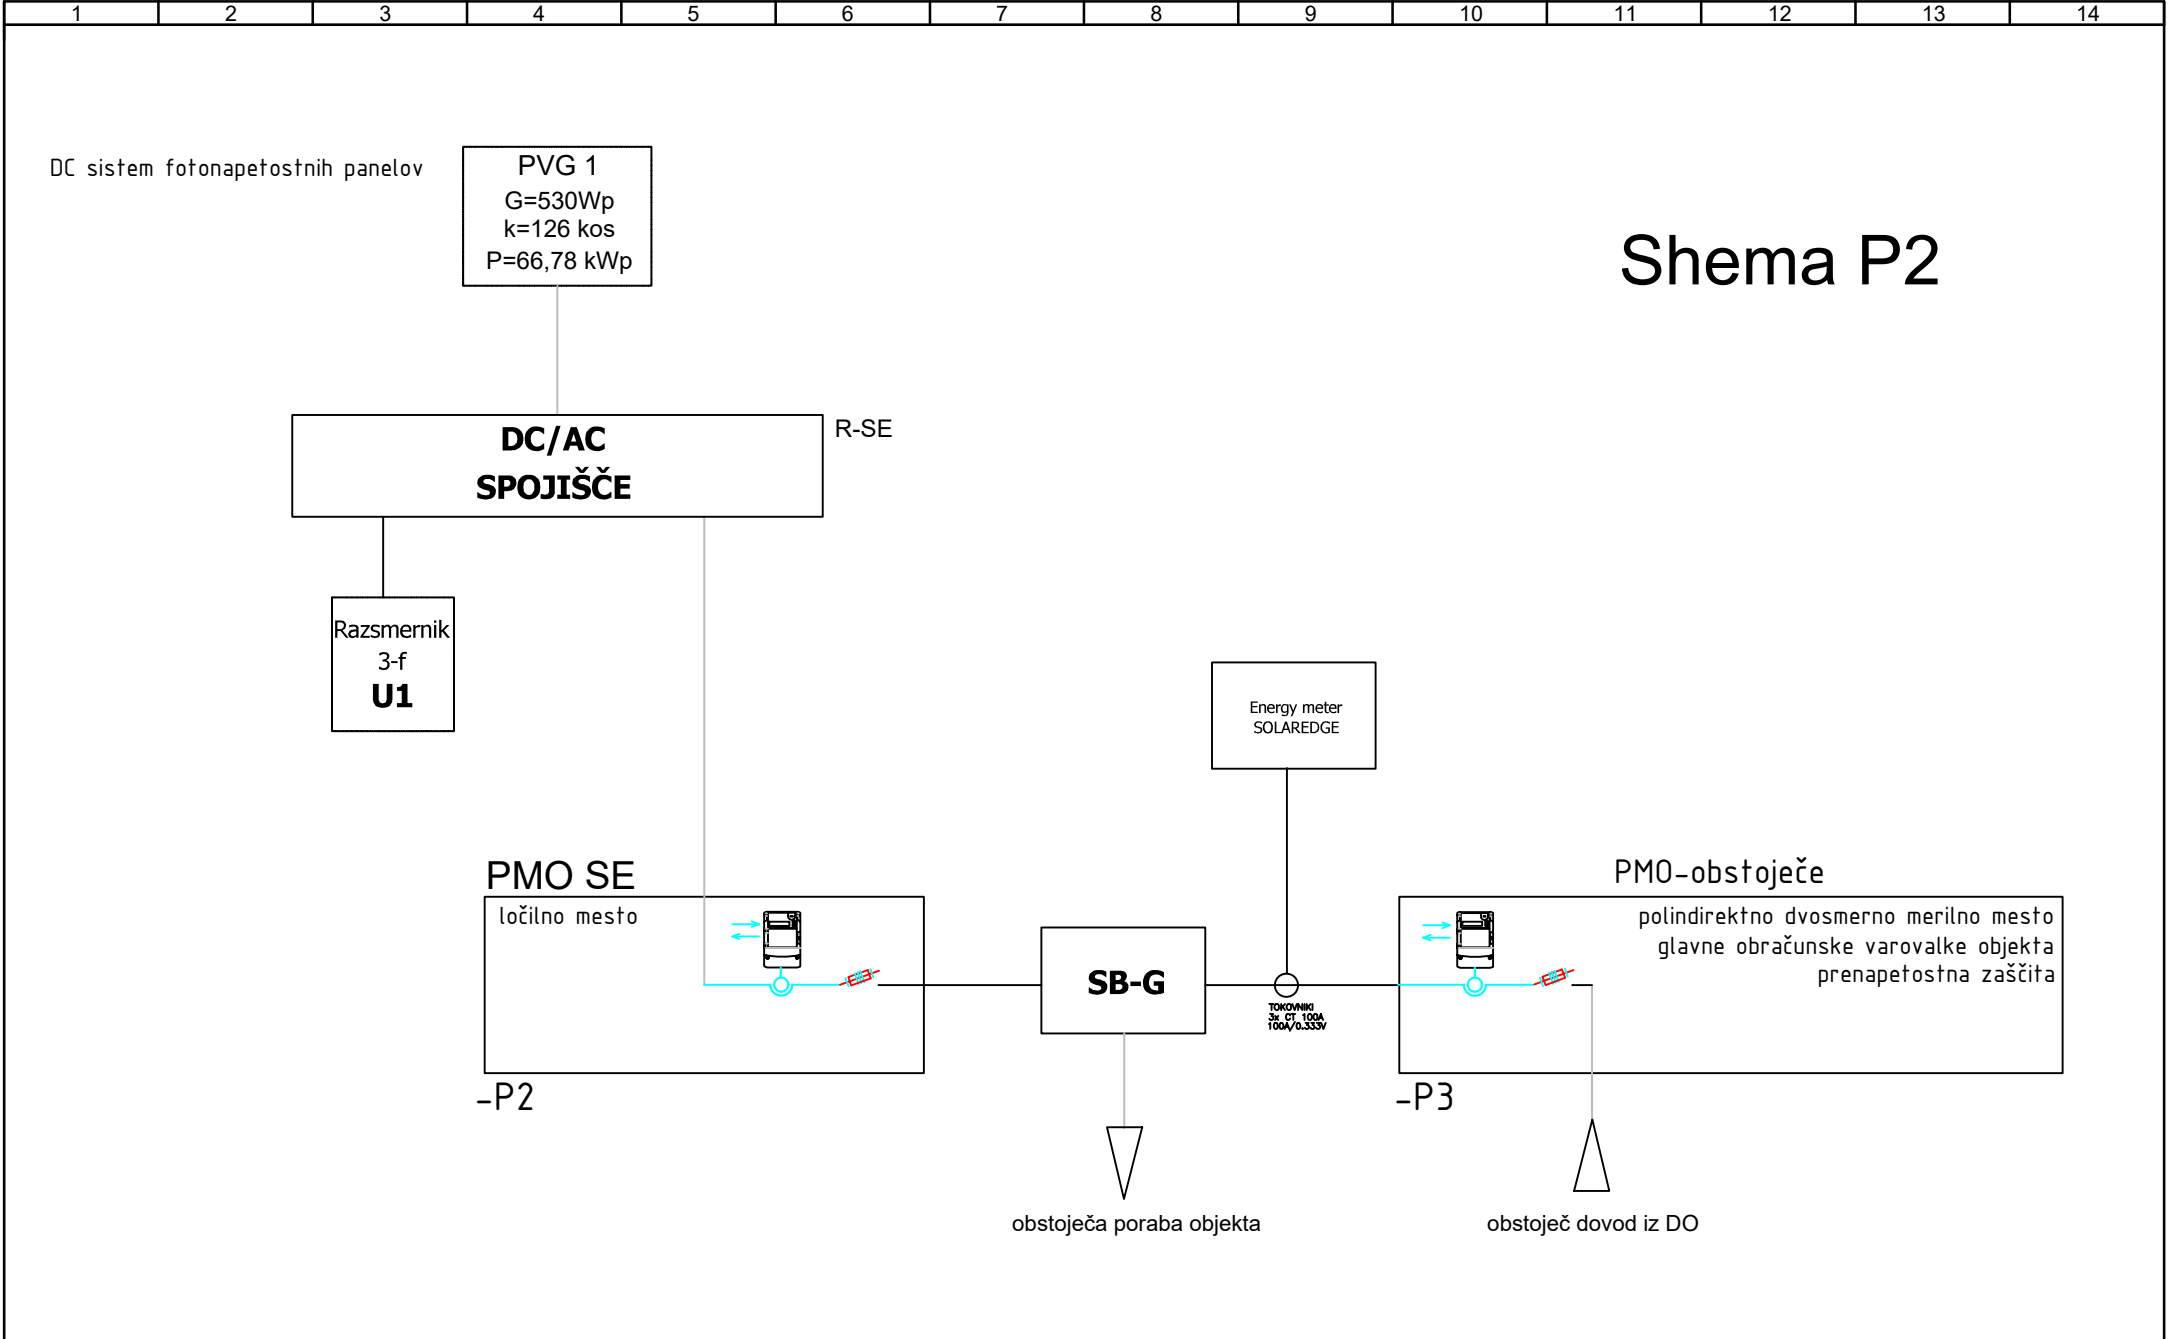 1 2 3 4 5 6 7 8 9 10 11 12 13 14
DC sistem fotonapetostnih panelov
PVG 1
G=530Wp
k=126 kos
P=66,78 kWp
Shema P2
DC/AC
SPOJIŠČE
R-SE
Razsmernik
3-f
U1
Energy meter
SOLAREDGE
PMO SE
ločilno mesto
-P2
SB-G
TOKOVNIKI
3x CT 100A
100A/0.333V
PMO-obstoječe
polindirektno dvosmerno merilno mesto
glavne obračunske varovalke objekta
prenapetostna zaščita
-P3
obstoječa poraba objekta
obstoječ dovod iz DO